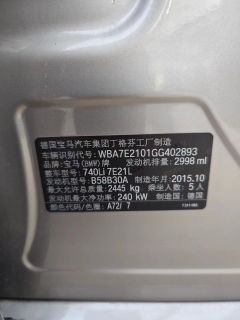 德国宝马汽车集团丁格芬工厂制造
车辆识别代号: WBA7E2101GG402893
品牌: 宝马(BMW) 发动机排量: 2998 ml
整车型号: 740Li 7E21L
发动机型号: B58B30A 制造年月: 2015.10
最大允许总质量: 2445 kg 乘坐人数: 5 人
发动机最大净功率: 240 kW 制造国: 德国
颜色代码/色漆: A72/ 7